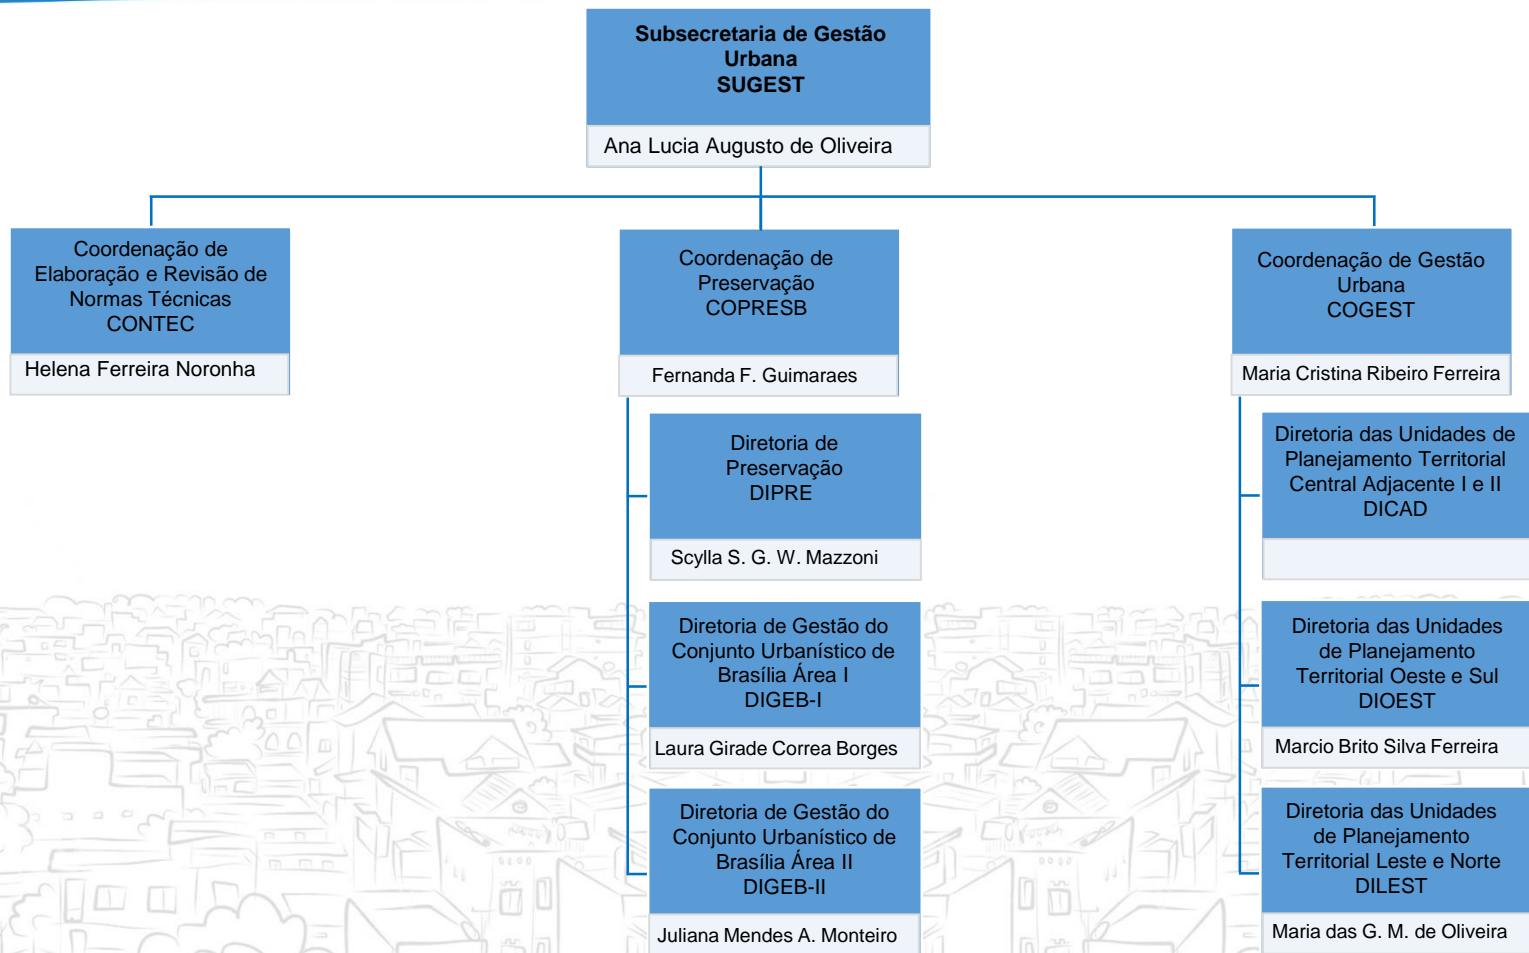 Subsecretaria de Gestão
Urbana
SUGEST
Ana Lucia Augusto de Oliveira
Coordenação de
Elaboração e Revisão de
Normas Técnicas
CONTEC
Helena Ferreira Noronha
Coordenação de
Preservação
COPRESB
Fernanda F. Guimaraes
Diretoria de
Preservação
DIPRE
Scylla S. G. W. Mazzoni
Diretoria de Gestão do
Conjunto Urbanístico de
Brasília Área I
DIGEB-I
Laura Girade Correa Borges
Diretoria de Gestão do
Conjunto Urbanístico de
Brasília Área II
DIGEB-II
Juliana Mendes A. Monteiro
Coordenação de Gestão
Urbana
COGEST
Maria Cristina Ribeiro Ferreira
Diretoria das Unidades de
Planejamento Territorial
Central Adjacente I e II
DICAD
Diretoria das Unidades
de Planejamento
Territorial Oeste e Sul
DIOEST
Marcio Brito Silva Ferreira
Diretoria das Unidades
de Planejamento
Territorial Leste e Norte
DILEST
Maria das G. M. de Oliveira